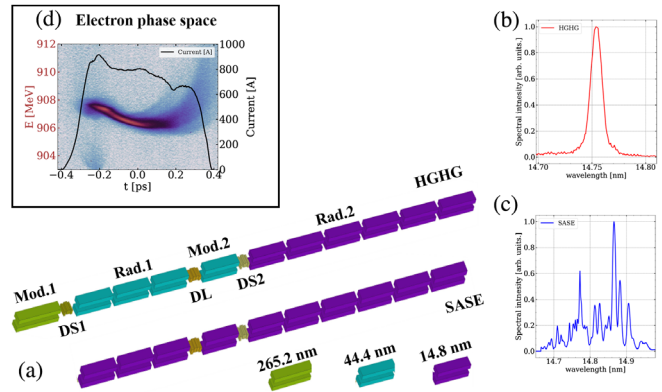 (d) Electron phase space
E [MeV]
912
910
908
906
904
Current [A]
1000
800
600
400
200
0
Current [A]
−0.4 −0.2 0.0 0.2 0.4
t [ps]
(b)
Spectral intnesity [arb. units.]
1.0
0.8
0.6
0.4
0.2
0.0
HGHG
14.70 14.75 14.80
wavelength [nm]
(c)
Spectral intnesity [arb. units.]
1.0
0.8
0.6
0.4
0.2
0.0
SASE
14.7 14.8 14.9
wavelength [nm]
HGHG
Rad.2
Mod.2
Rad.1
Mod.1
DS1
DL
DS2
SASE
(a)
265.2 nm
44.4 nm
14.8 nm